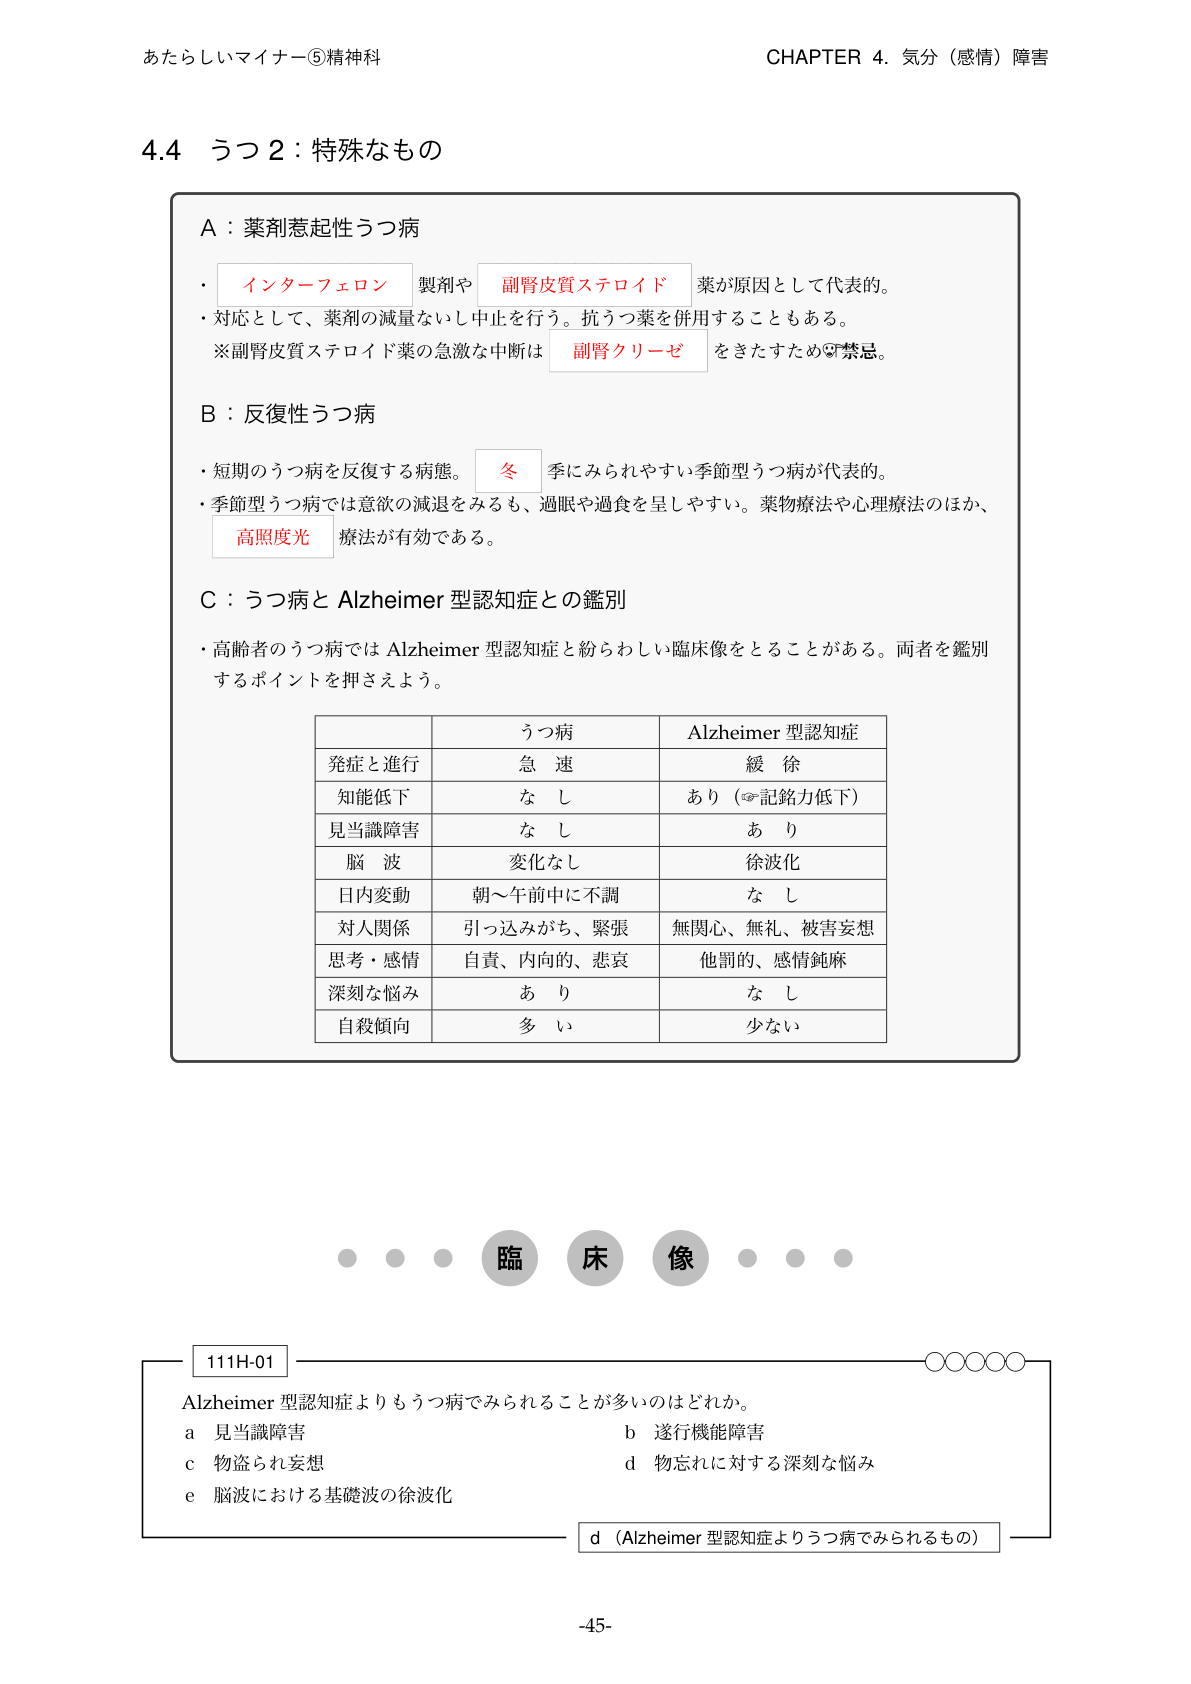 あたらしいマイナー⑤精神科
CHAPTER 4. 気分（感情）障害
4.4 うつ 2：特殊なもの
A：薬剤惹起性うつ病
・ インターフェロン 製剤や 副腎皮質ステロイド 薬が原因として代表的。
・対応として、薬剤の減量ないし中止を行う。抗うつ薬を併用することもある。
※副腎皮質ステロイド薬の急激な中断は 副腎クリーゼ をきたすため禁忌。
B：反復性うつ病
・短期のうつ病を反復する病態。 冬 季にみられやすい季節型うつ病が代表的。
・季節型うつ病では意欲の減退をみるも、過眠や過食を呈しやすい。薬物療法や心理療法のほか、
高照度光 療法が有効である。
C：うつ病と Alzheimer 型認知症との鑑別
・高齢者のうつ病では Alzheimer 型認知症と紛らわしい臨床像をとることがある。両者を鑑別
するポイントを押さえよう。
うつ病 Alzheimer 型認知症
発症と進行 急 速 緩 徐
知能低下 な し あり（☞記銘力低下）
見当識障害 な し あ り
脳 波 変化なし 徐波化
日内変動 朝〜午前中に不調 な し
対人関係 引っ込みがち、緊張 無関心、無礼、被害妄想
思考・感情 自責、内向的、悲哀 他罰的、感情鈍麻
深刻な悩み あ り な し
自殺傾向 多 い 少ない
臨 床 像
111H-01
Alzheimer 型認知症よりもうつ病でみられることが多いのはどれか。
a 見当識障害 b 遂行機能障害
c 物盗られ妄想 d 物忘れに対する深刻な悩み
e 脳波における基礎波の徐波化
d（Alzheimer 型認知症よりうつ病でみられるもの）
-45-